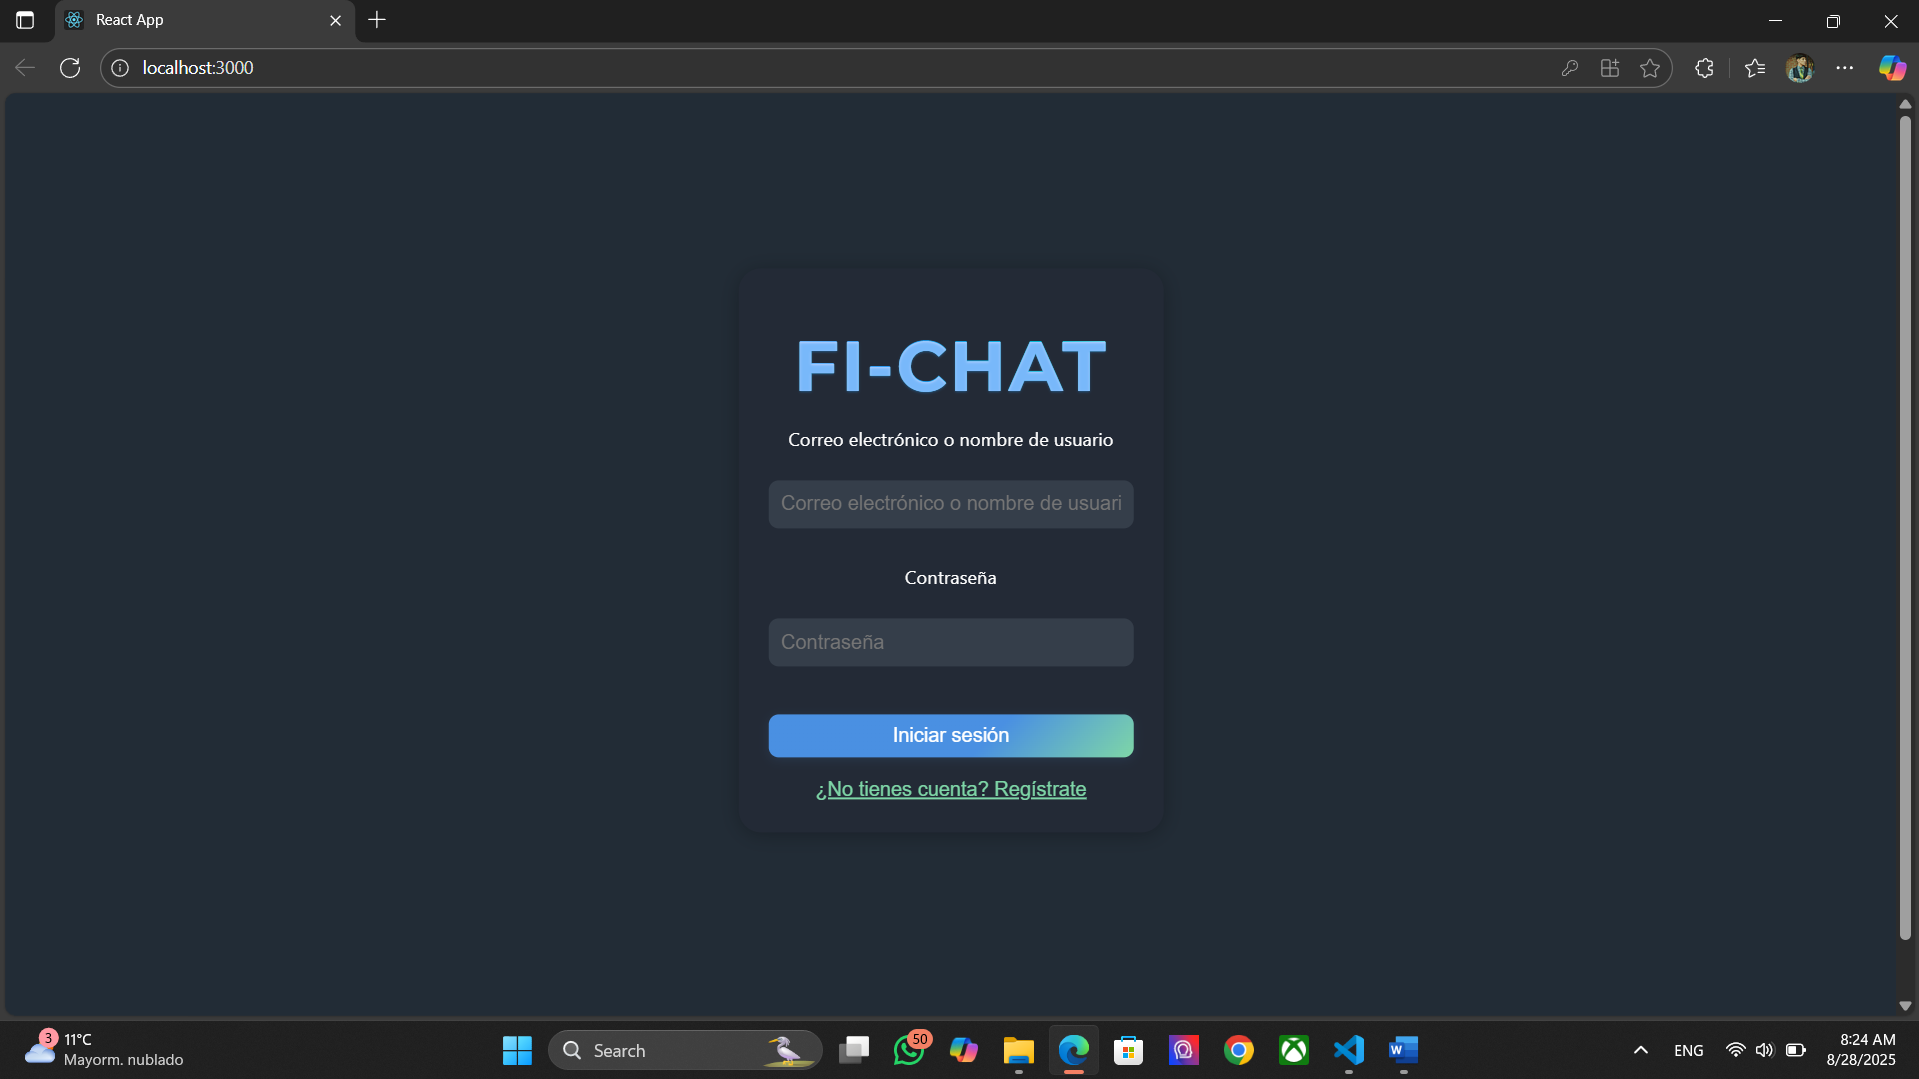 React App
localhost:3000
FI-CHAT
Correo electrónico o nombre de usuario
Correo electrónico o nombre de usuari
Contraseña
Contraseña
Iniciar sesión
¿No tienes cuenta? Regístrate
3
11°C
Mayorm. nublado
Search
50
W
ENG
8:24 AM
8/28/2025